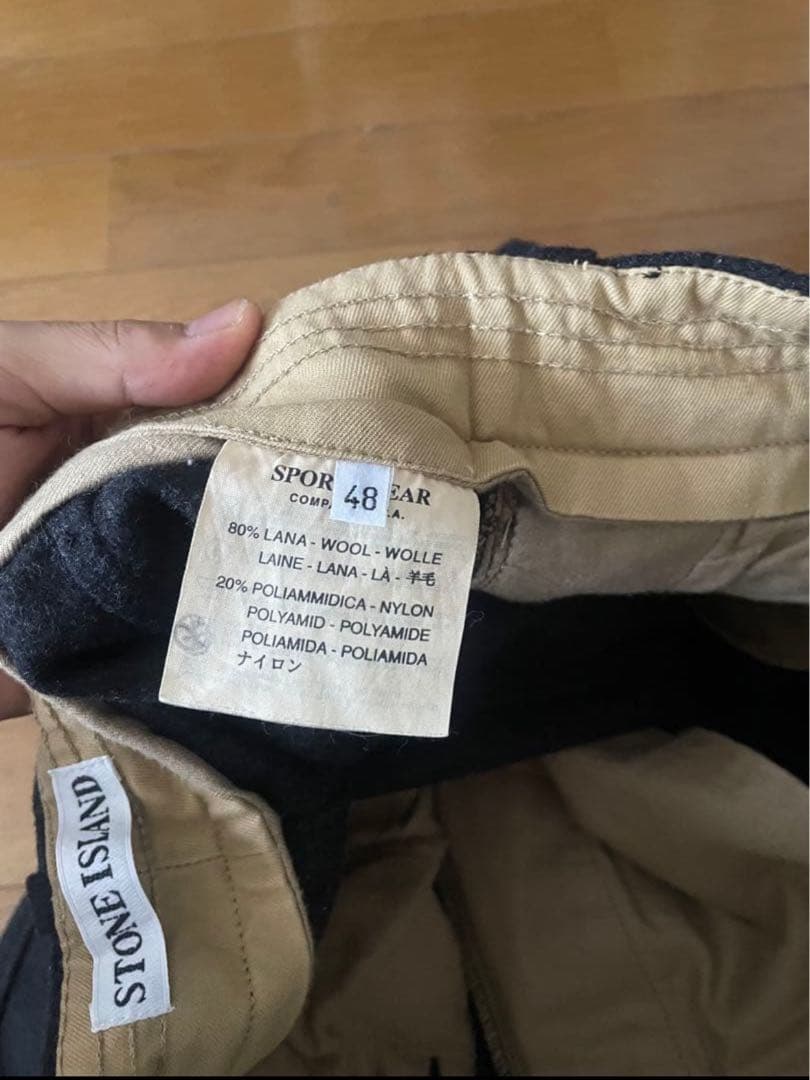 SPOR EAR
COMP .A.
48
80% LANA - WOOL - WOLLE
LAINE - LANA - LÀ - 羊毛
20% POLIAMMIDICA - NYLON
POLYAMID - POLYAMIDE
POLIAMIDA - POLIAMIDA
ナイロン
STONE ISLAND